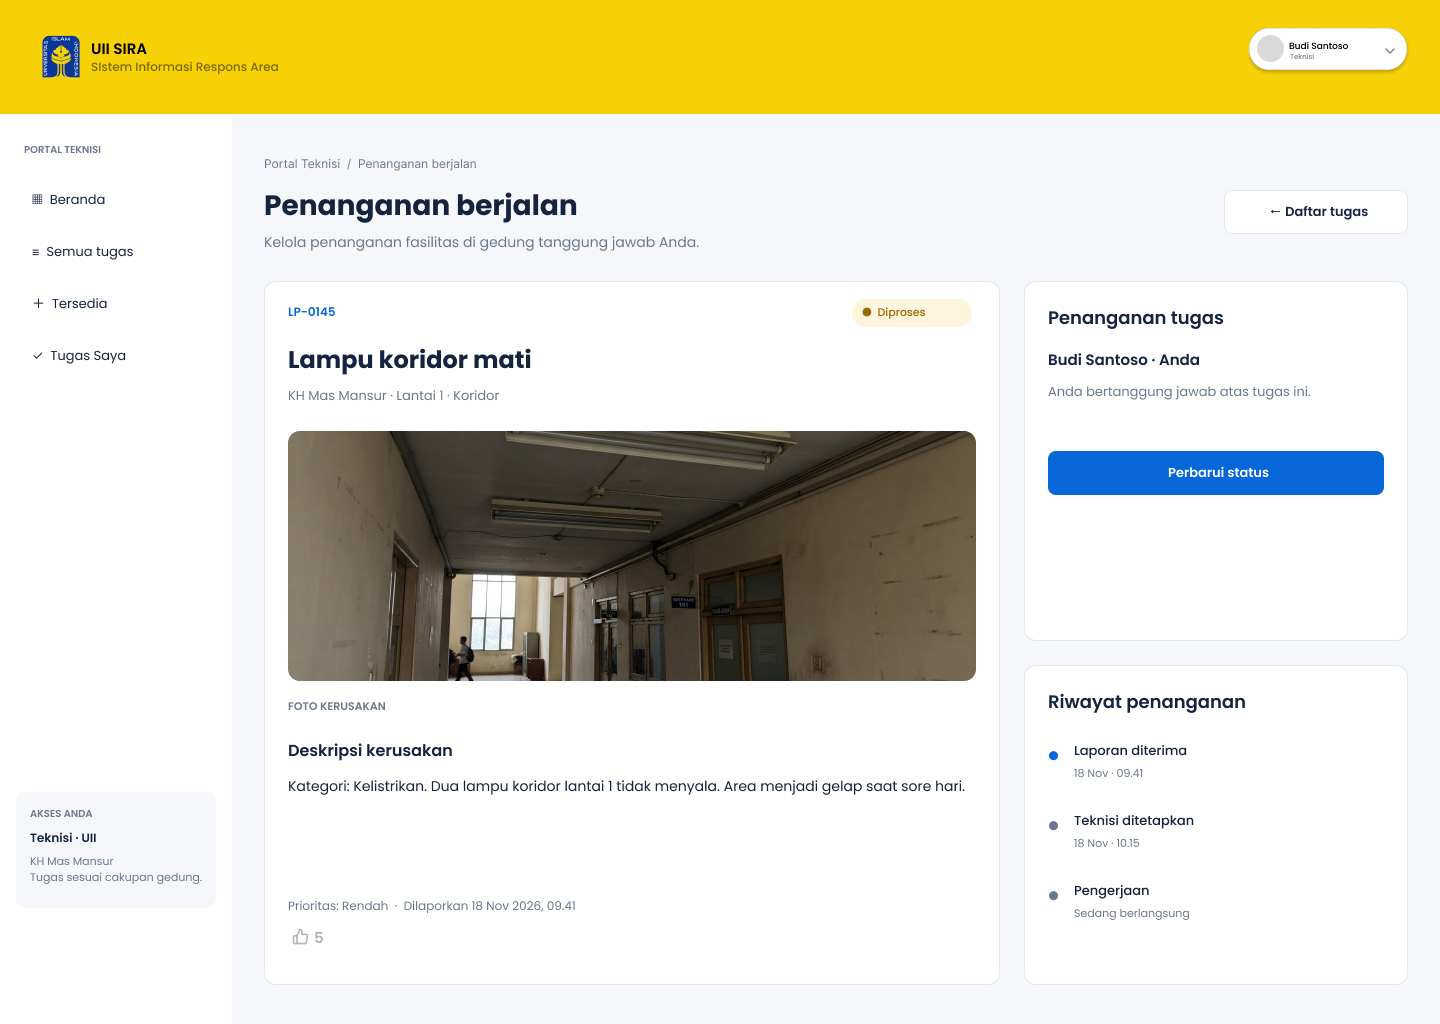 ISLAM
UNIVERSITAS
INDONESIA
UII SIRA
SIstem Informasi Respons Area
Budi Santoso
Teknisi
PORTAL TEKNISI
Beranda
Semua tugas
Tersedia
Tugas Saya
AKSES ANDA
Teknisi · UII
KH Mas Mansur
Tugas sesuai cakupan gedung.
Portal Teknisi / Penanganan berjalan
Penanganan berjalan
Kelola penanganan fasilitas di gedung tanggung jawab Anda.
← Daftar tugas
LP-0145
Diproses
Lampu koridor mati
KH Mas Mansur · Lantai 1 · Koridor
FOTO KERUSAKAN
Deskripsi kerusakan
Kategori: Kelistrikan. Dua lampu koridor lantai 1 tidak menyala. Area menjadi gelap saat sore hari.
Prioritas: Rendah · Dilaporkan 18 Nov 2026, 09.41
5
Penanganan tugas
Budi Santoso · Anda
Anda bertanggung jawab atas tugas ini.
Perbarui status
Riwayat penanganan
Laporan diterima
18 Nov · 09.41
Teknisi ditetapkan
18 Nov · 10.15
Pengerjaan
Sedang berlangsung